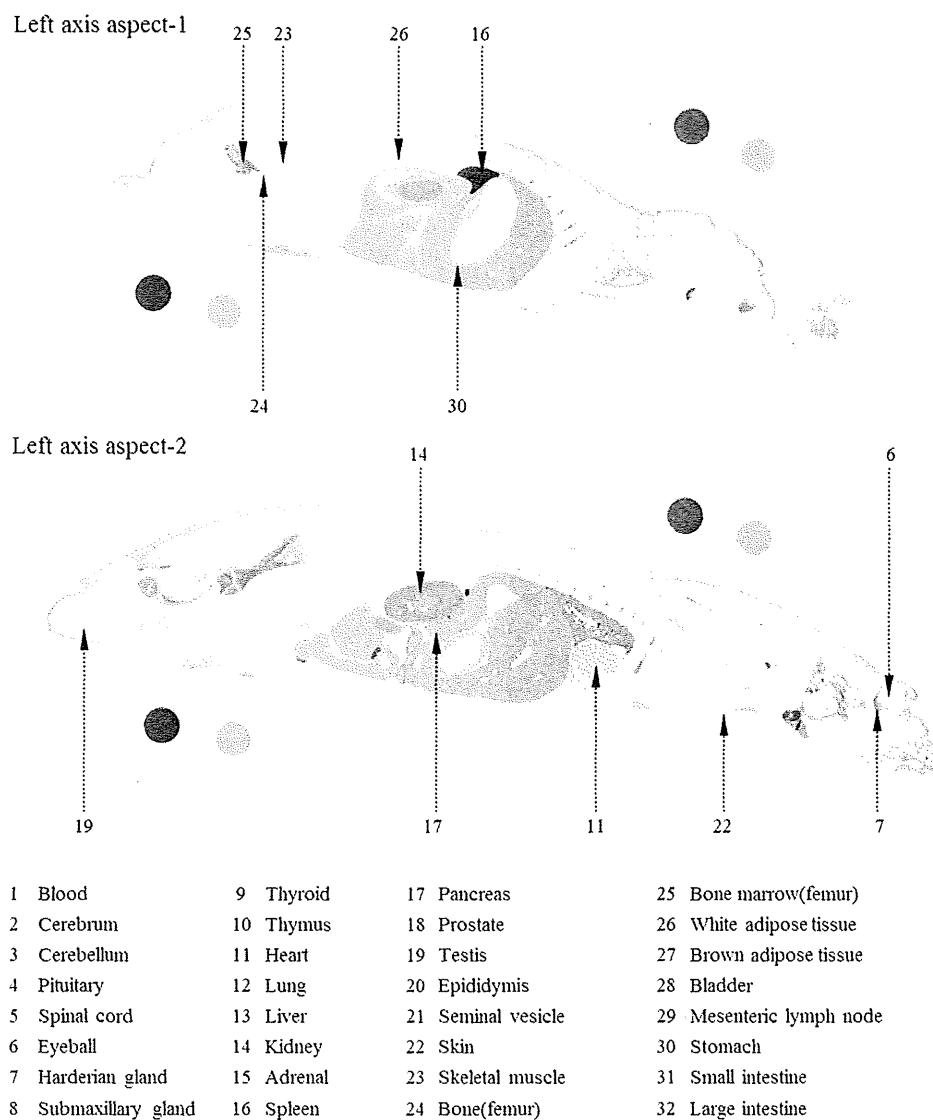 Left axis aspect-1
25 23 26 16
24 30
Left axis aspect-2
14 6
19 17 11 22 7
1 Blood 9 Thyroid 17 Pancreas 25 Bone marrow(femur)
2 Cerebrum 10 Thymus 18 Prostate 26 White adipose tissue
3 Cerebellum 11 Heart 19 Testis 27 Brown adipose tissue
4 Pituitary 12 Lung 20 Epididymis 28 Bladder
5 Spinal cord 13 Liver 21 Seminal vesicle 29 Mesenteric lymph node
6 Eyeball 14 Kidney 22 Skin 30 Stomach
7 Harderian gland 15 Adrenal 23 Skeletal muscle 31 Small intestine
8 Submaxillary gland 16 Spleen 24 Bone(femur) 32 Large intestine